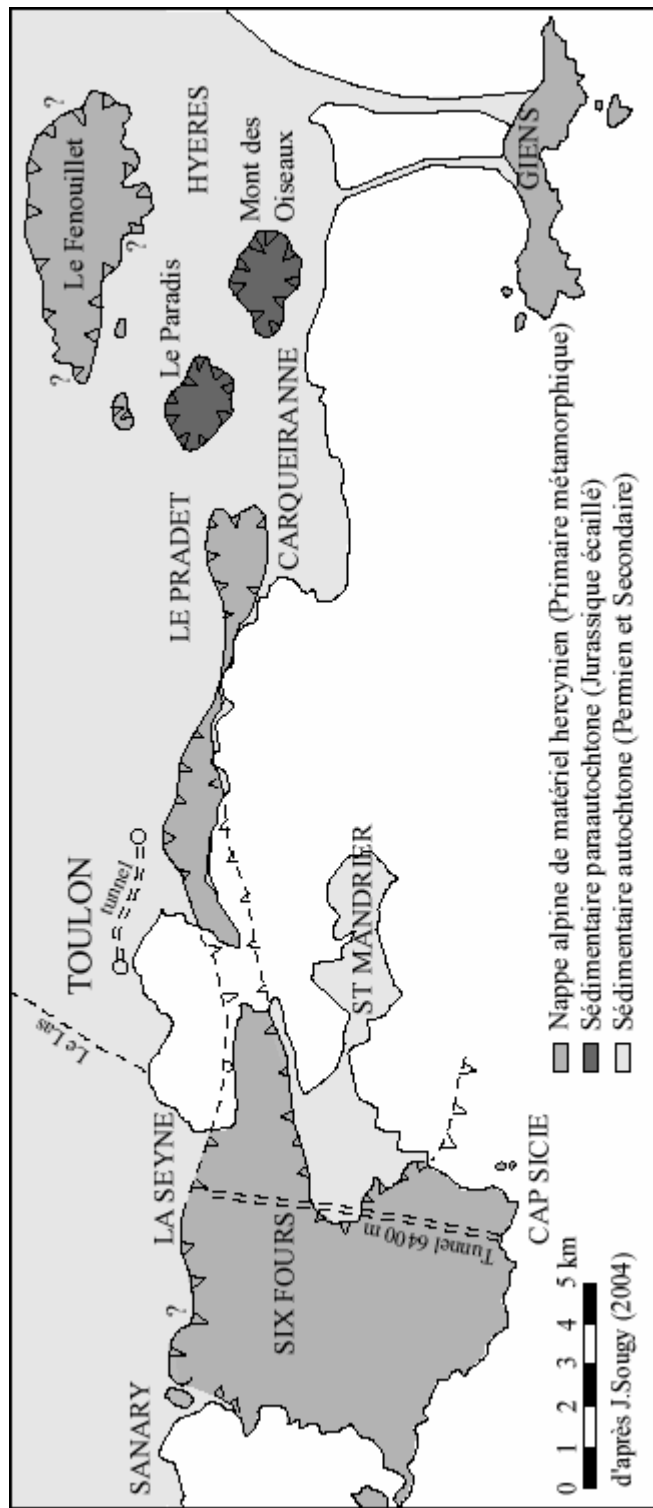 SANARY
?
LA SEYNE
Le Las
TOULON
tunnel
LE PRADET
Le Paradis
?
Le Fenouillet
?
?
HYERES
Mont des
Oiseaux
SIX FOURS
Tunnel 6400 m
ST MANDRIER
CARQUEIRANNE
GIENS
CAP SICIE
0 1 2 3 4 5 km
d'après J.Sougy (2004)
Nappe alpine de matériel hercynien (Primaire métamorphique)
Sédimentaire paraautochtone (Jurassique écaillé)
Sédimentaire autochtone (Permien et Secondaire)